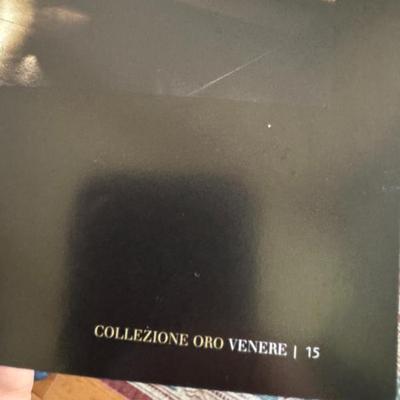 COLLEZIONE ORO VENERE | 15